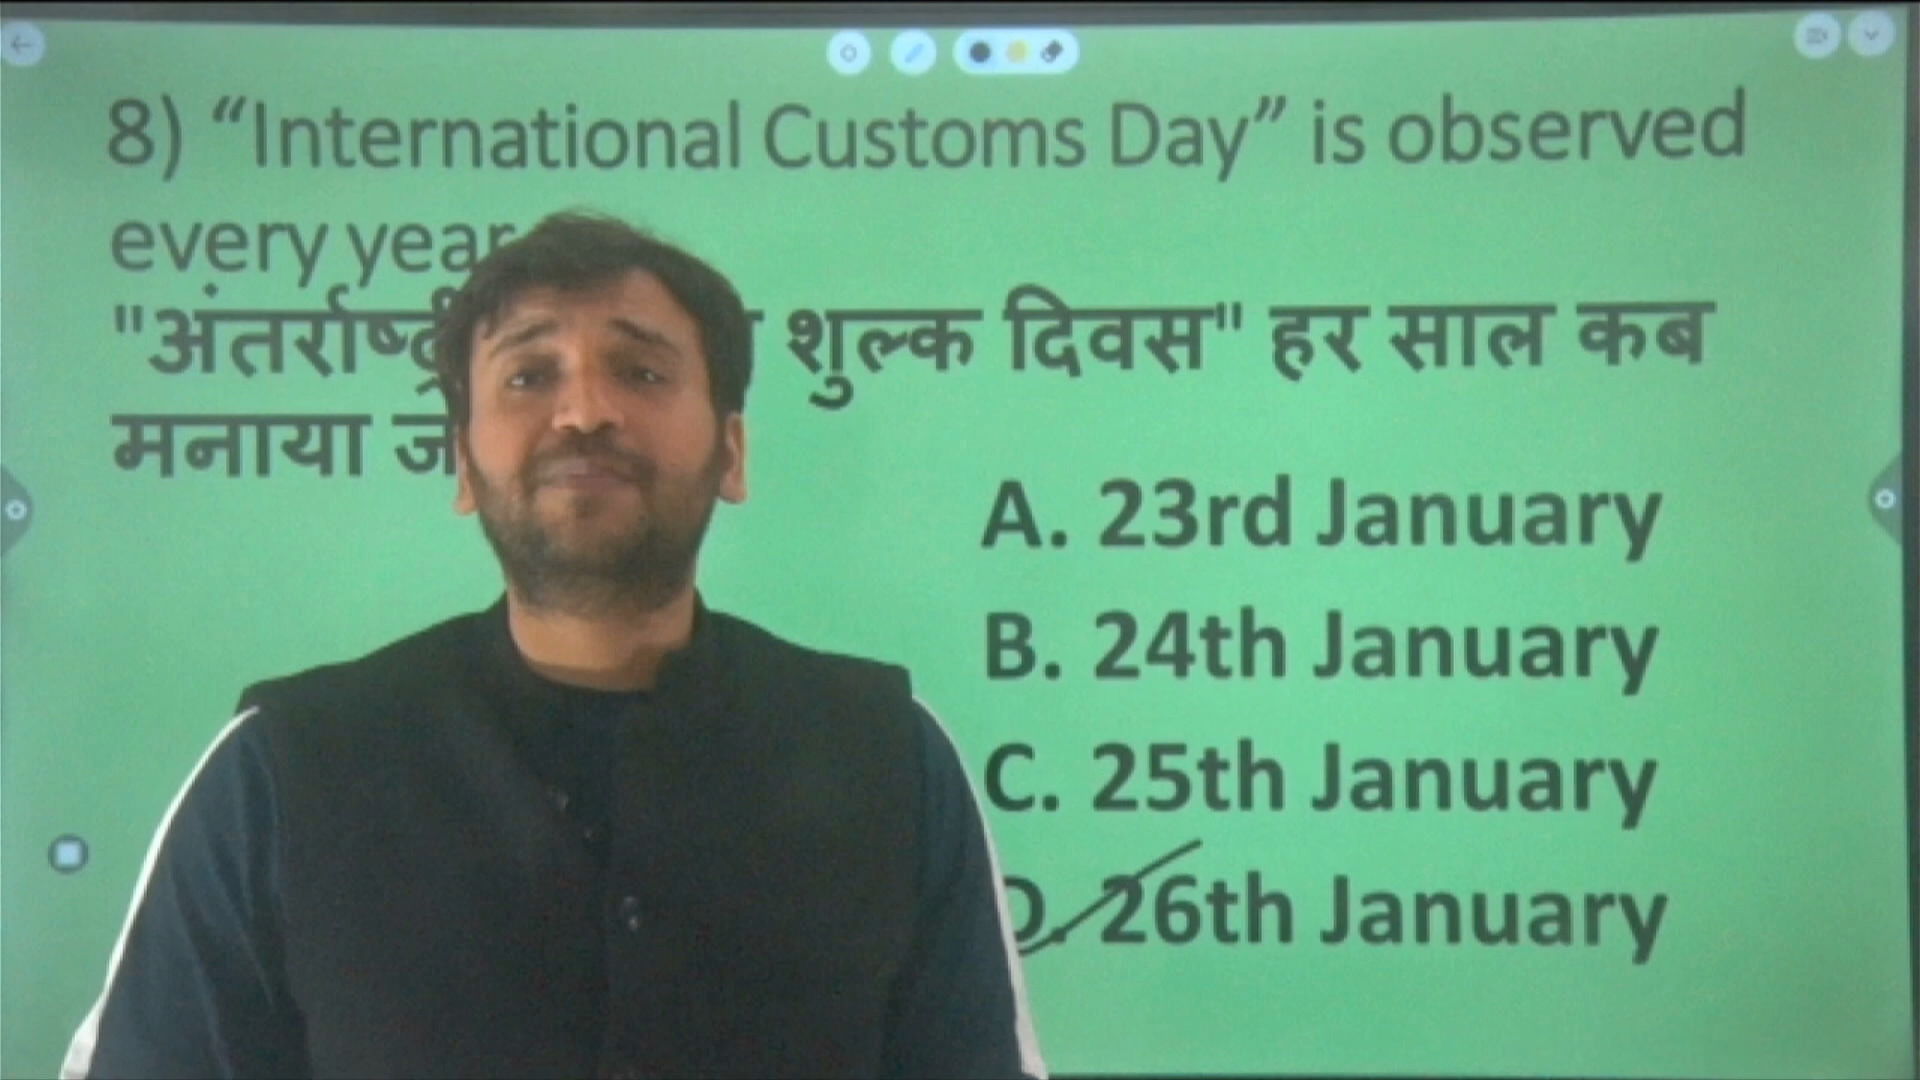 8) “International Customs Day” is observed
every year
शुल्क दिवस" हर साल कब
मनाया
A. 23rd January
B. 24th January
C. 25th January
D. 26th January